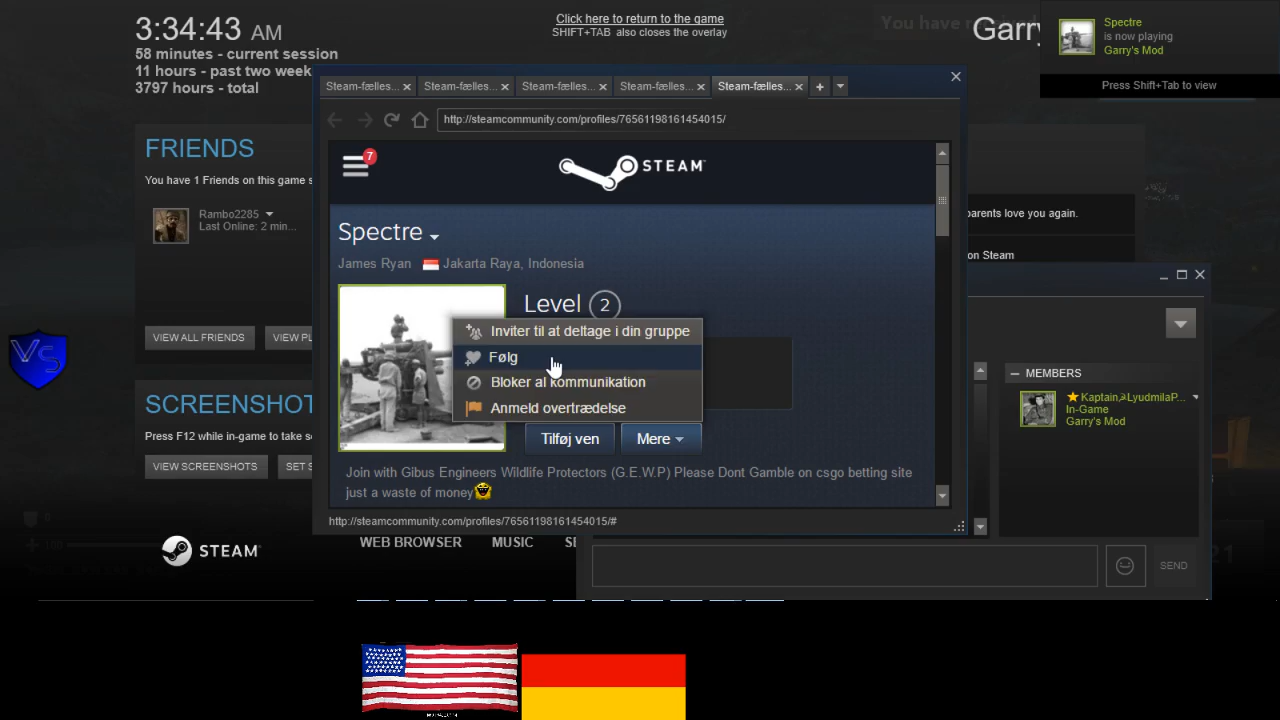 3:34:43 AM
58 minutes - current session
11 hours - past two week
3797 hours - total
Click here to return to the game
SHIFT+TAB also closes the overlay
You have
Garry
Spectre
is now playing
Garry's Mod
Press Shift+Tab to view
Steam-fælles...
Steam-fælles...
Steam-fælles...
Steam-fælles...
Steam-fælles...
http://steamcommunity.com/profiles/76561198161454015/
7
STEAM
FRIENDS
You have 1 Friends on this game s
Rambo2285
Last Online: 2 min...
VIEW ALL FRIENDS
VIEW PL
Spectre
James Ryan
Jakarta Raya, Indonesia
Level 2
Inviter til at deltage i din gruppe
Følg
Bloker al kommunikation
Anmeld overtrædelse
Tilføj ven
Mere
Join with Gibus Engineers Wildlife Protectors (G.E.W.P) Please Dont Gamble on csgo betting site
just a waste of money
http://steamcommunity.com/profiles/76561198161454015/#
parents love you again.
on Steam
MEMBERS
Kaptain☭LyudmilaP...
In-Game
Garry's Mod
VS
SCREENSHOT
Press F12 while in-game to take s
VIEW SCREENSHOTS
SET S
STEAM
WEB BROWSER
MUSIC
SE
SEND